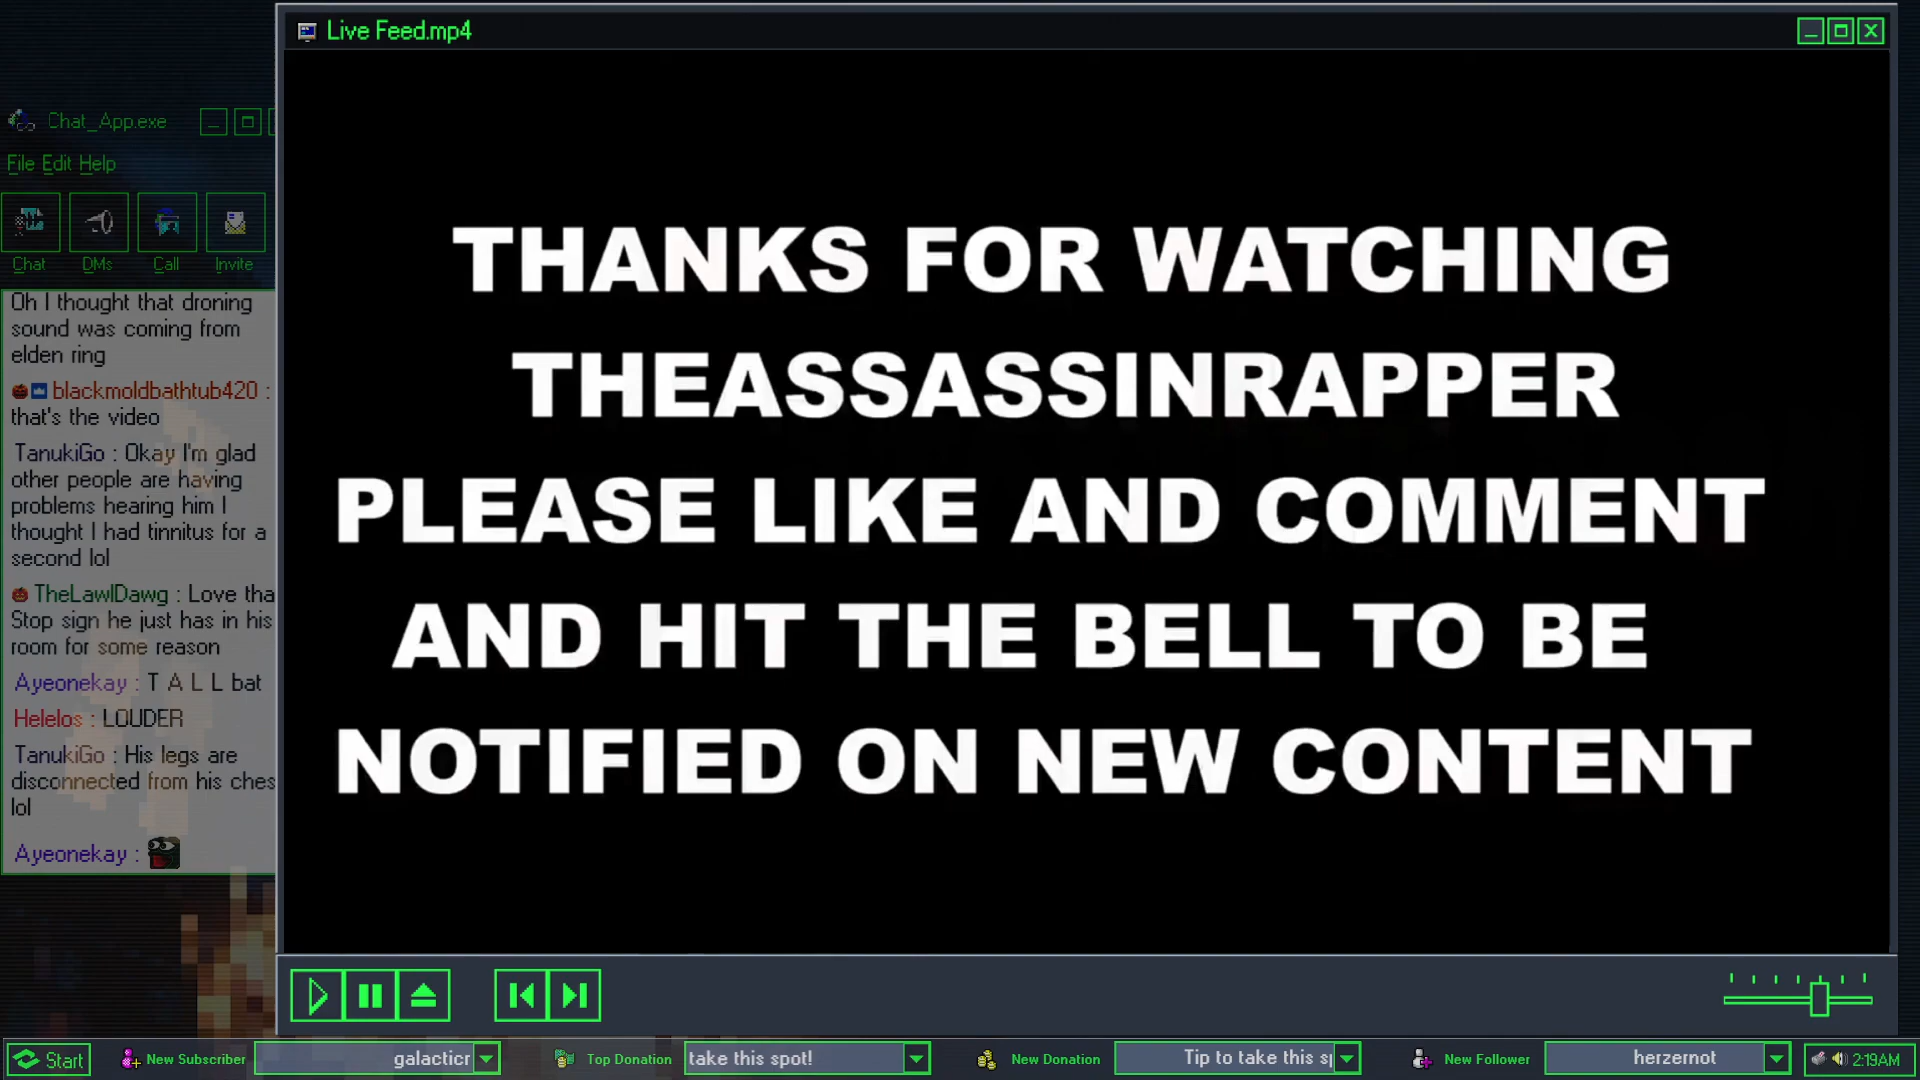 Live Feed.mp4
Chat_App.exe
File Edit Help
Chat DMs Call Invite
Oh I thought that droning
sound was coming from
elden ring
blackmoldbathtub420 :
that's the video
TanukiGo : Okay I'm glad
other people are having
problems hearing him I
thought I had tinnitus for a
second lol
TheLawlDawg : Love tha
Stop sign he just has in his
room for some reason
Ayeonekay : T A L L bat
Helelos : LOUDER
TanukiGo : His legs are
disconnected from his ches
lol
Ayeonekay :
THANKS FOR WATCHING
THEASSASSINRAPPER
PLEASE LIKE AND COMMENT
AND HIT THE BELL TO BE
NOTIFIED ON NEW CONTENT
Start New Subscriber galacticr Top Donation take this spot! New Donation Tip to take this sp New Follower herzernot 2:19AM